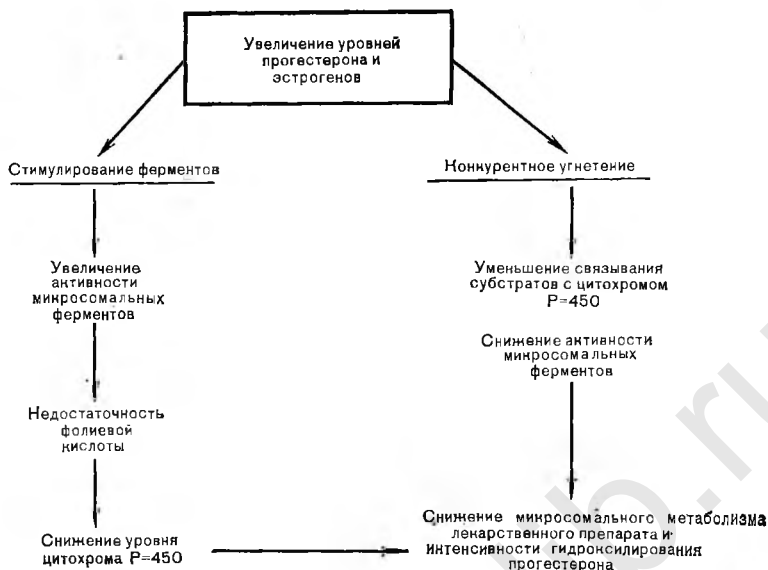 Увеличение уровней
прогестерона и
эстрогенов
Стимулирование ферментов
Конкурентное угнетение
Увеличение
активности
микросомальных
ферментов
Уменьшение связывания
субстратов с цитохромом
P=450
Снижение активности
микросомальных
ферментов
Недостаточность
фолиевой
кислоты
Снижение уровня
цитохрома P=450
Снижение микросомального метаболизма
лекарственного препарата и
интенсивности гидроксилирования
прогестерона